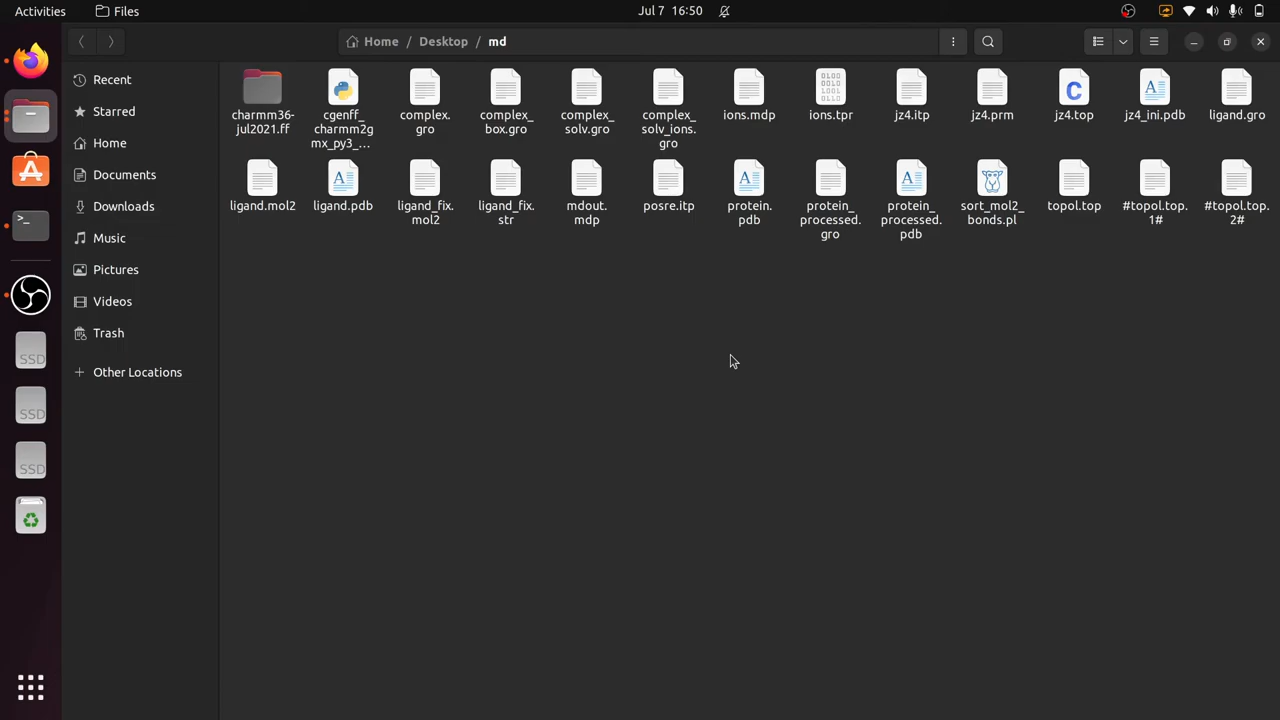 Activities
Files
Jul 7 16:50
Home / Desktop / md
Recent
Starred
Home
Documents
Downloads
Music
Pictures
Videos
Trash
Other Locations
charmm36-
jul2021.ff
cgenff_
charmm2g
mx_py3_...
complex.
gro
complex_
box.gro
complex_
solv.gro
complex_
solv_ions.
gro
ions.mdp
0100
1001
0110
ions.tpr
jz4.itp
jz4.prm
C
jz4.top
A
jz4_ini.pdb
ligand.gro
ligand.mol2
A
ligand.pdb
ligand_fix.
mol2
ligand_fix.
str
mdout.
mdp
posre.itp
A
protein.
pdb
protein_
processed.
gro
A
protein_
processed.
pdb
sort_mol2_
bonds.pl
topol.top
#topol.top.
1#
#topol.top.
2#
A
>_
SSD
SSD
SSD